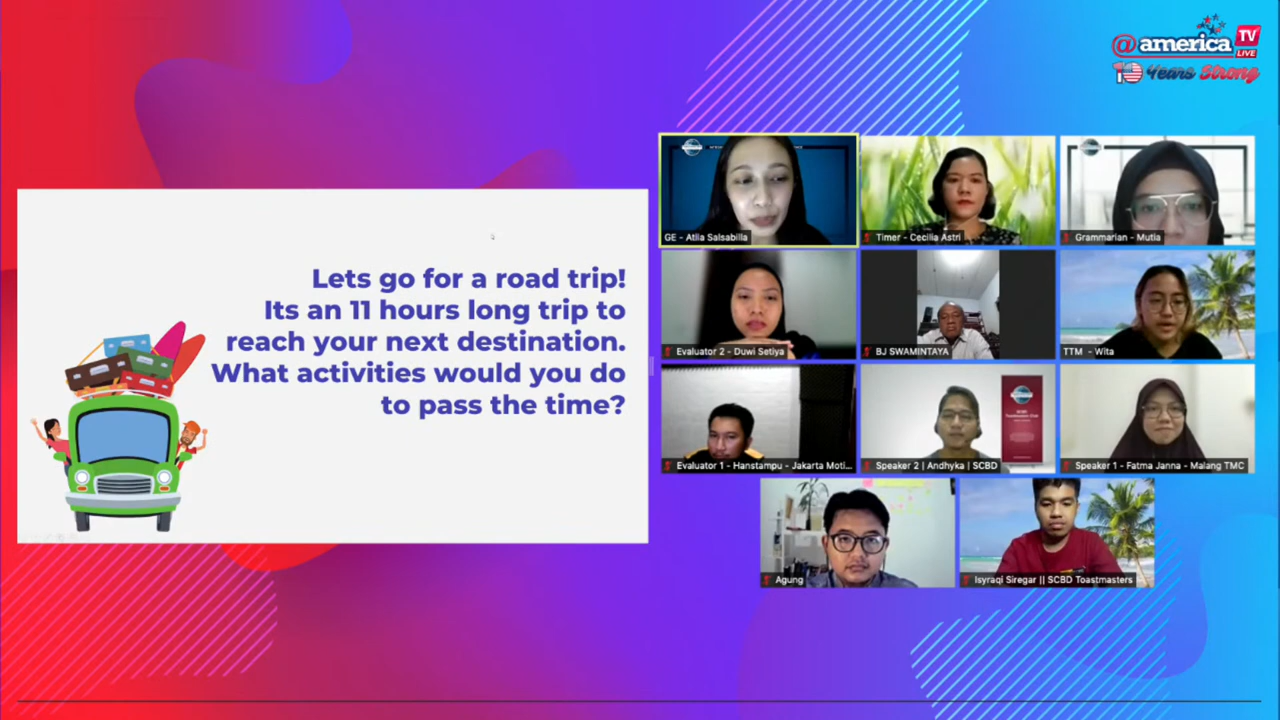 @america TV
LIVE
10 Years Strong
Lets go for a road trip!
Its an 11 hours long trip to
reach your next destination.
What activities would you do
to pass the time?
GE - Atlia Salsabilla
Timer - Cecilia Astri
Grammarian - Mutia
Evaluator 2 - Duwi Setiya
BJ SWAMINTAYA
TTM - Wita
Evaluator 1 - Hanstampu - Jakarta Moti...
Speaker 2 | Andhyka | SCBD
Speaker 1 - Fatma Janna - Malang TMC
Agung
Isyraqi Siregar || SCBD Toastmasters